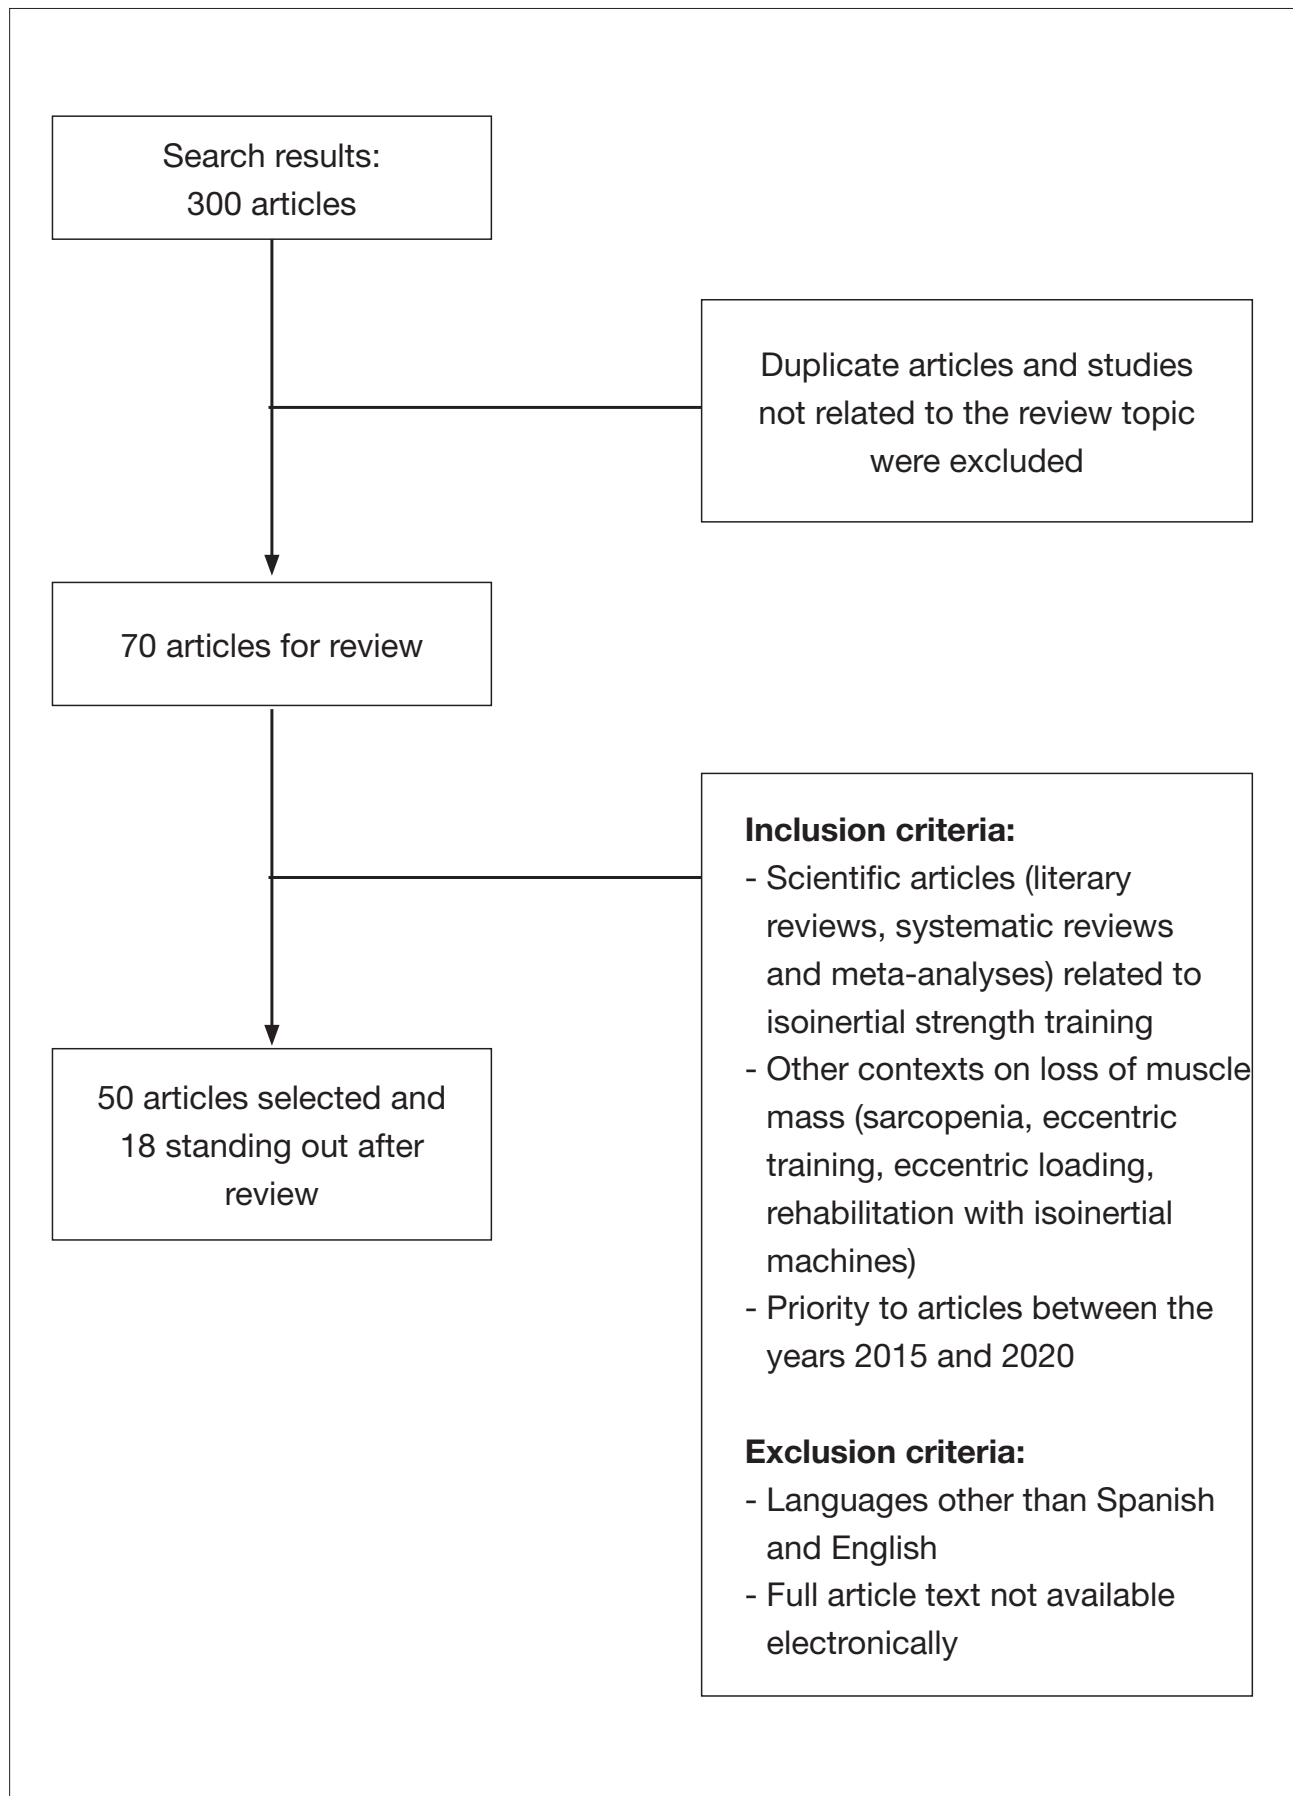 Search results:
300 articles
Duplicate articles and studies
not related to the review topic
were excluded
70 articles for review
Inclusion criteria:
- Scientific articles (literary
reviews, systematic reviews
and meta-analyses) related to
isoinertial strength training
- Other contexts on loss of muscle
mass (sarcopenia, eccentric
training, eccentric loading,
rehabilitation with isoinertial
machines)
- Priority to articles between the
years 2015 and 2020
Exclusion criteria:
- Languages other than Spanish
and English
- Full article text not available
electronically
50 articles selected and
18 standing out after
review